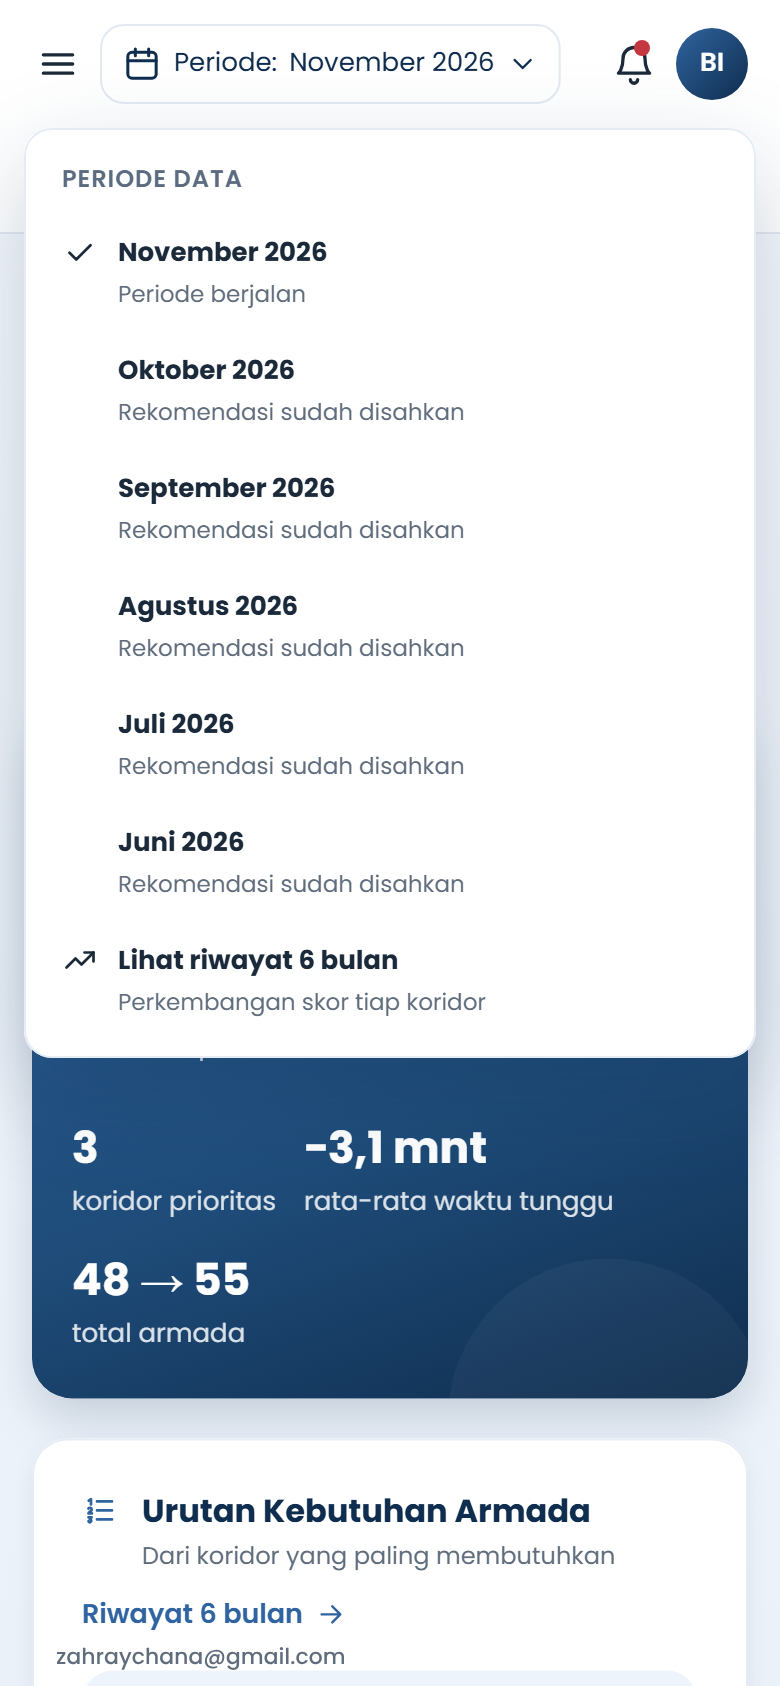 Periode: November 2026
BI
PERIODE DATA
November 2026
Periode berjalan
Oktober 2026
Rekomendasi sudah disahkan
September 2026
Rekomendasi sudah disahkan
Agustus 2026
Rekomendasi sudah disahkan
Juli 2026
Rekomendasi sudah disahkan
Juni 2026
Rekomendasi sudah disahkan
Lihat riwayat 6 bulan
Perkembangan skor tiap koridor
3
koridor prioritas
-3,1 mnt
rata-rata waktu tunggu
48 → 55
total armada
Urutan Kebutuhan Armada
Dari koridor yang paling membutuhkan
Riwayat 6 bulan →
zahraychana@gmail.com